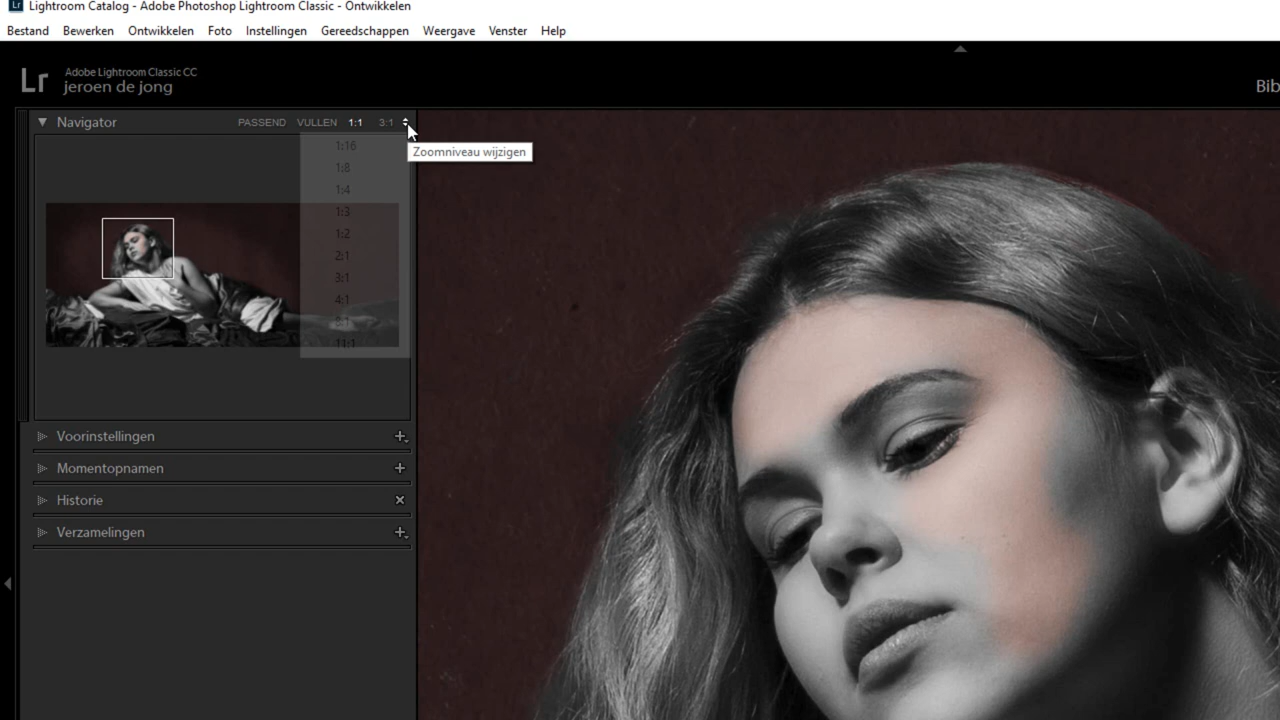 Lr Lightroom Catalog - Adobe Photoshop Lightroom Classic - Ontwikkelen
Bestand Bewerken Ontwikkelen Foto Instellingen Gereedschappen Weergave Venster Help
Lr Adobe Lightroom Classic CC
jeroen de jong
Bib
Navigator PASSEND VULLEN 1:1 3:1
Zoomniveau wijzigen
1:16
1:8
1:4
1:3
1:2
2:1
3:1
4:1
8:1
11:1
Voorinstellingen
Momentopnamen
Historie
Verzamelingen